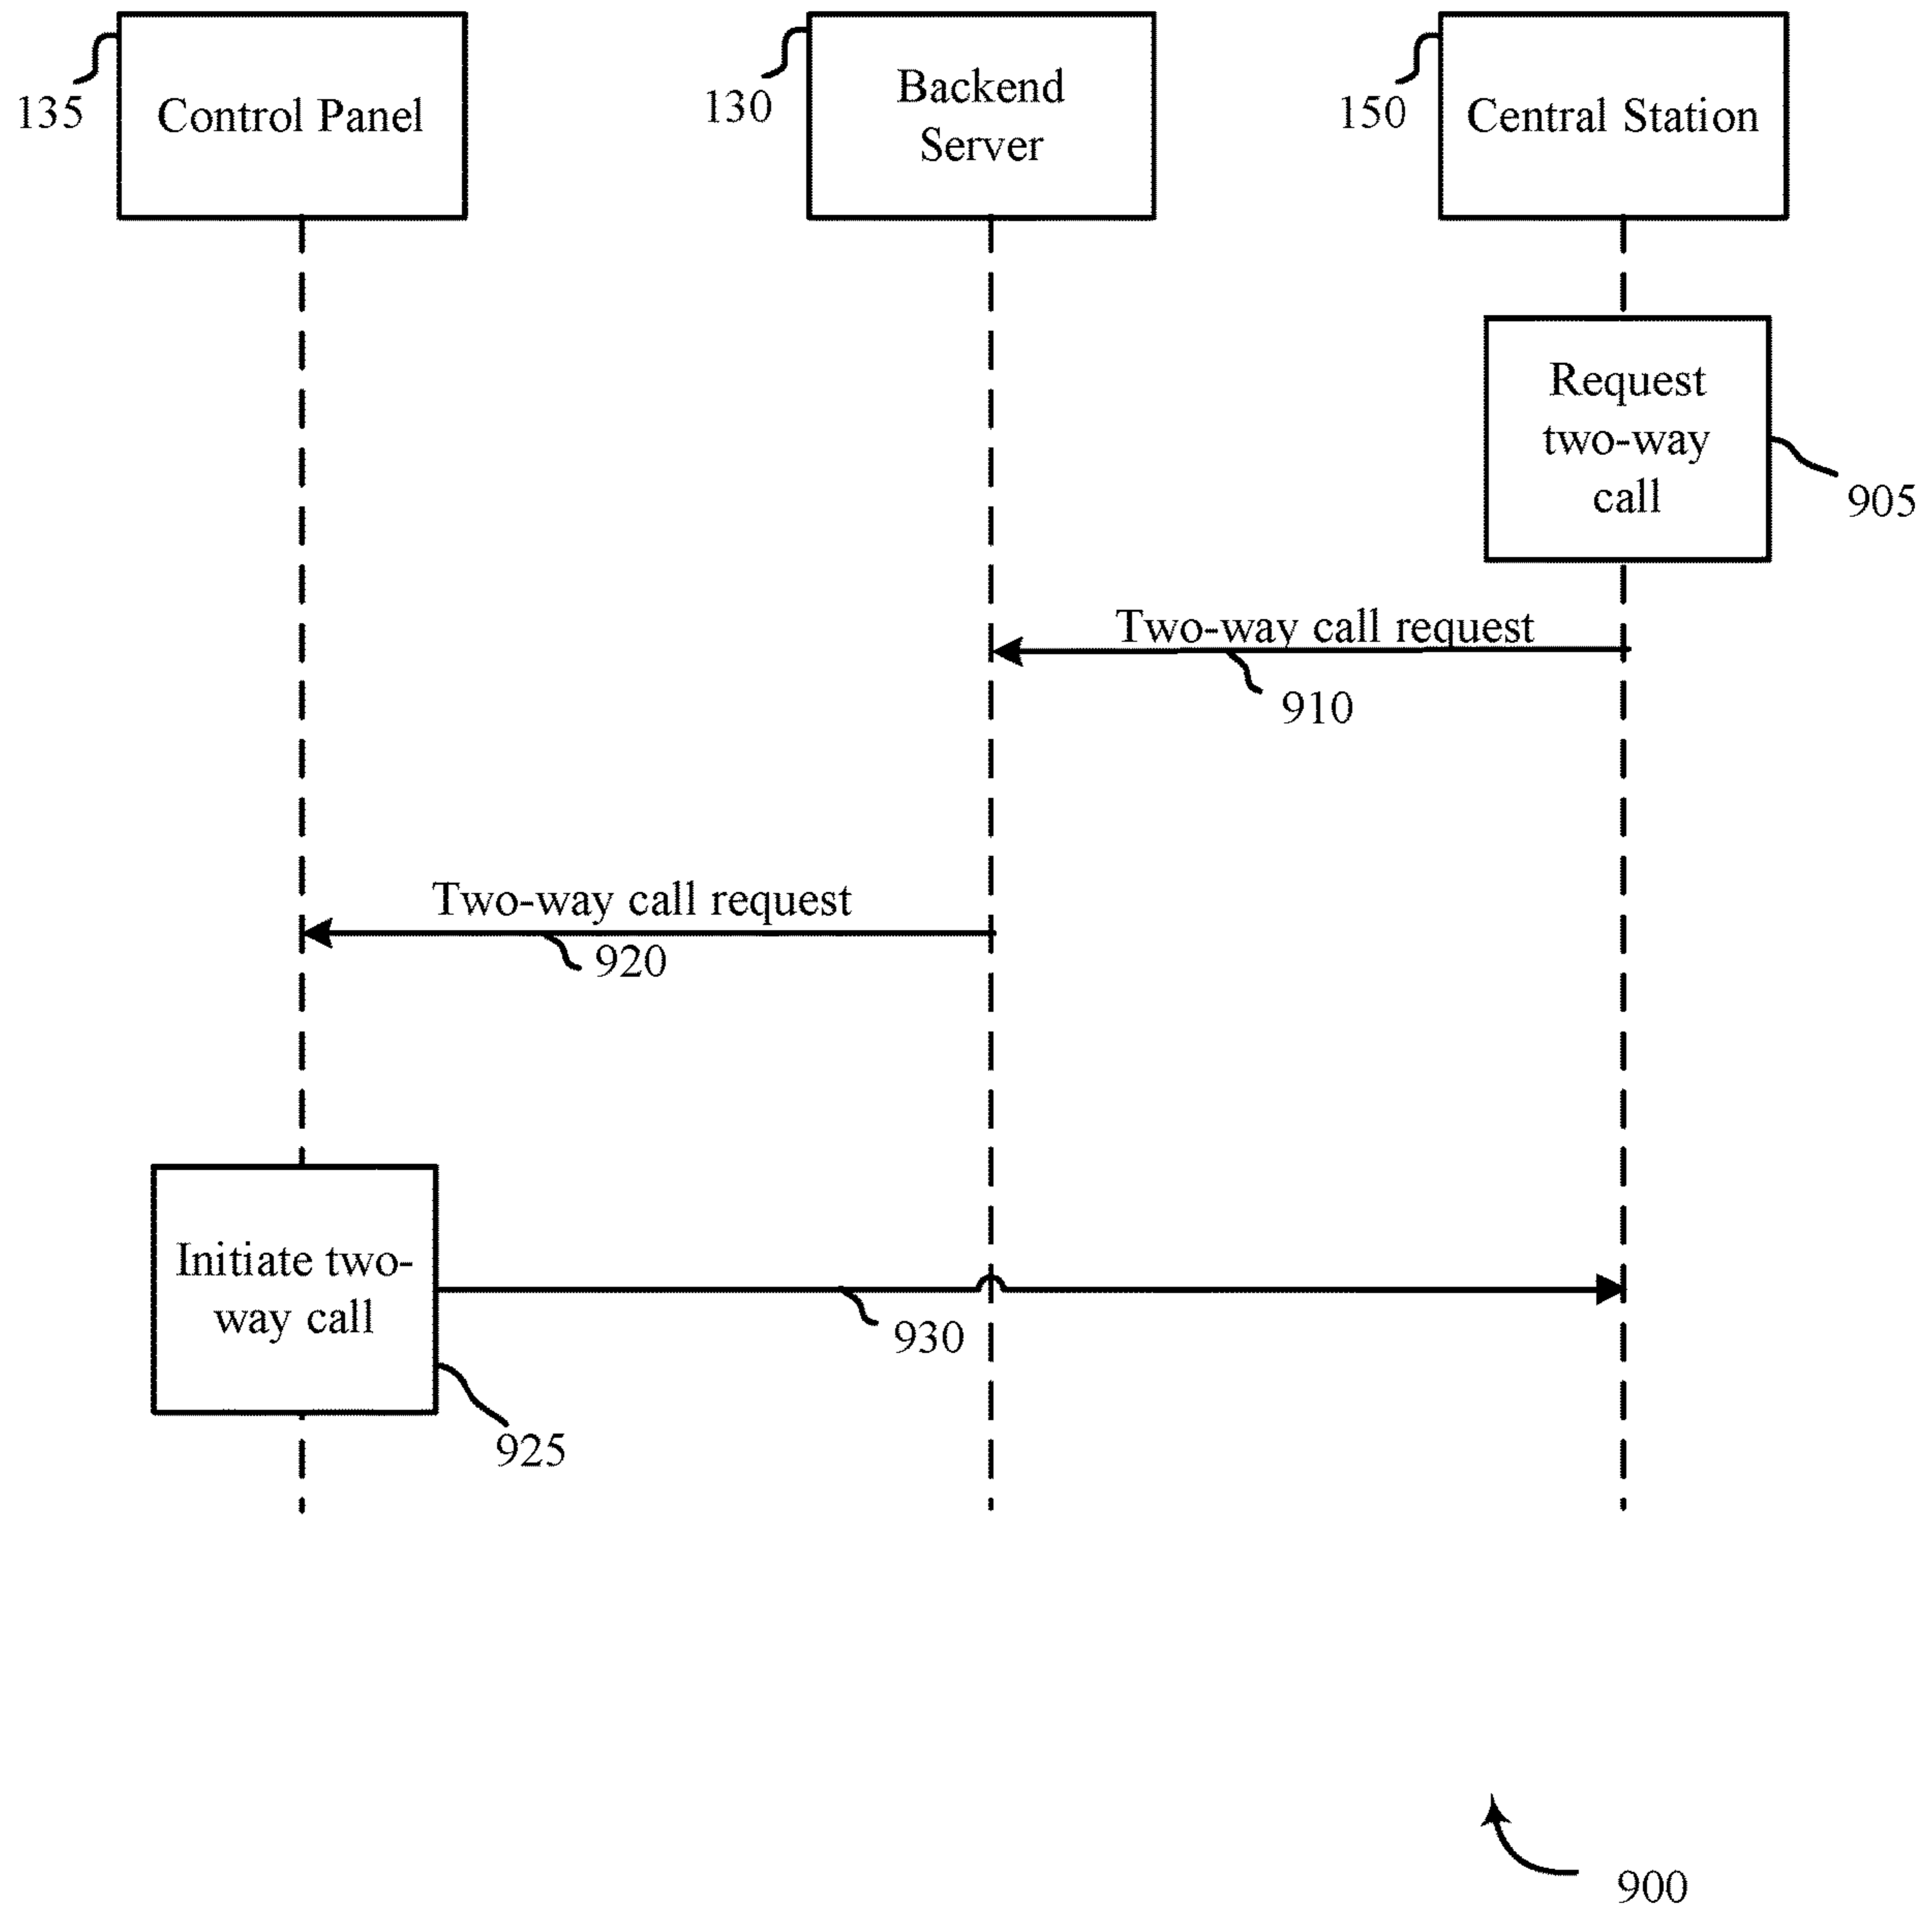 135
Control Panel
130
Backend
Server
150
Central Station
Request
two-way
call
905
Two-way call request
910
Two-way call request
920
Initiate two-
way call
930
925
900